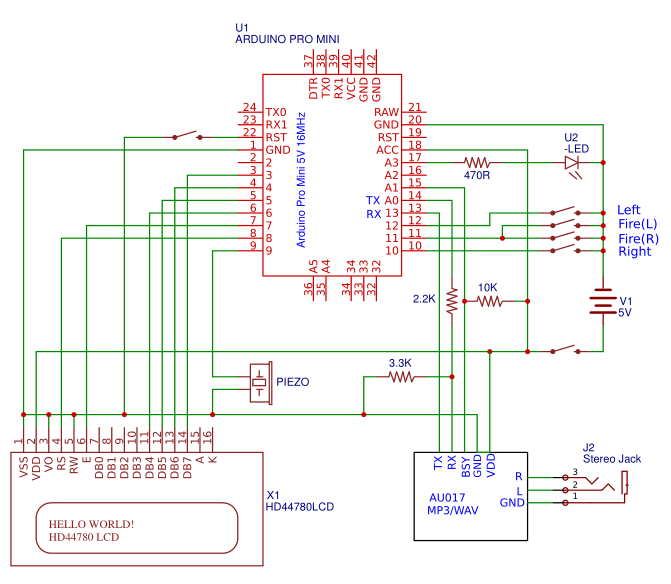 U1
ARDUINO PRO MINI
37 38 39 40 41 42
DTR TX0 RX1 VCC GND GND
24 TX0
23 RX1
22 RST
1 GND
2 2
3 3
4 4
5 5
6 6
7 7
8 8
9 9
Arduino Pro Mini 5V 16MHz
RAW 21
GND 20
RST 19
ACC 18
A3 17
A2 16
A1 15
TX A0 14
RX 13 13
12 12
11 11
10 10
A5 A4 34 33 32
36 35 34 33 32
U2
-LED
470R
Left
Fire(L)
Fire(R)
Right
V1
5V
2.2K
10K
3.3K
PIEZO
1 2 3 4 5 6 7 8 9 10 11 12 13 14 15 16
VSS VDD VO RS RW E DB0 DB1 DB2 DB3 DB4 DB5 DB6 DB7 A K
X1
HD44780LCD
HELLO WORLD!
HD44780 LCD
TX RX BSY GND VDD
AU017
MP3/WAV
R
L
GND
J2
Stereo Jack
3
2
1